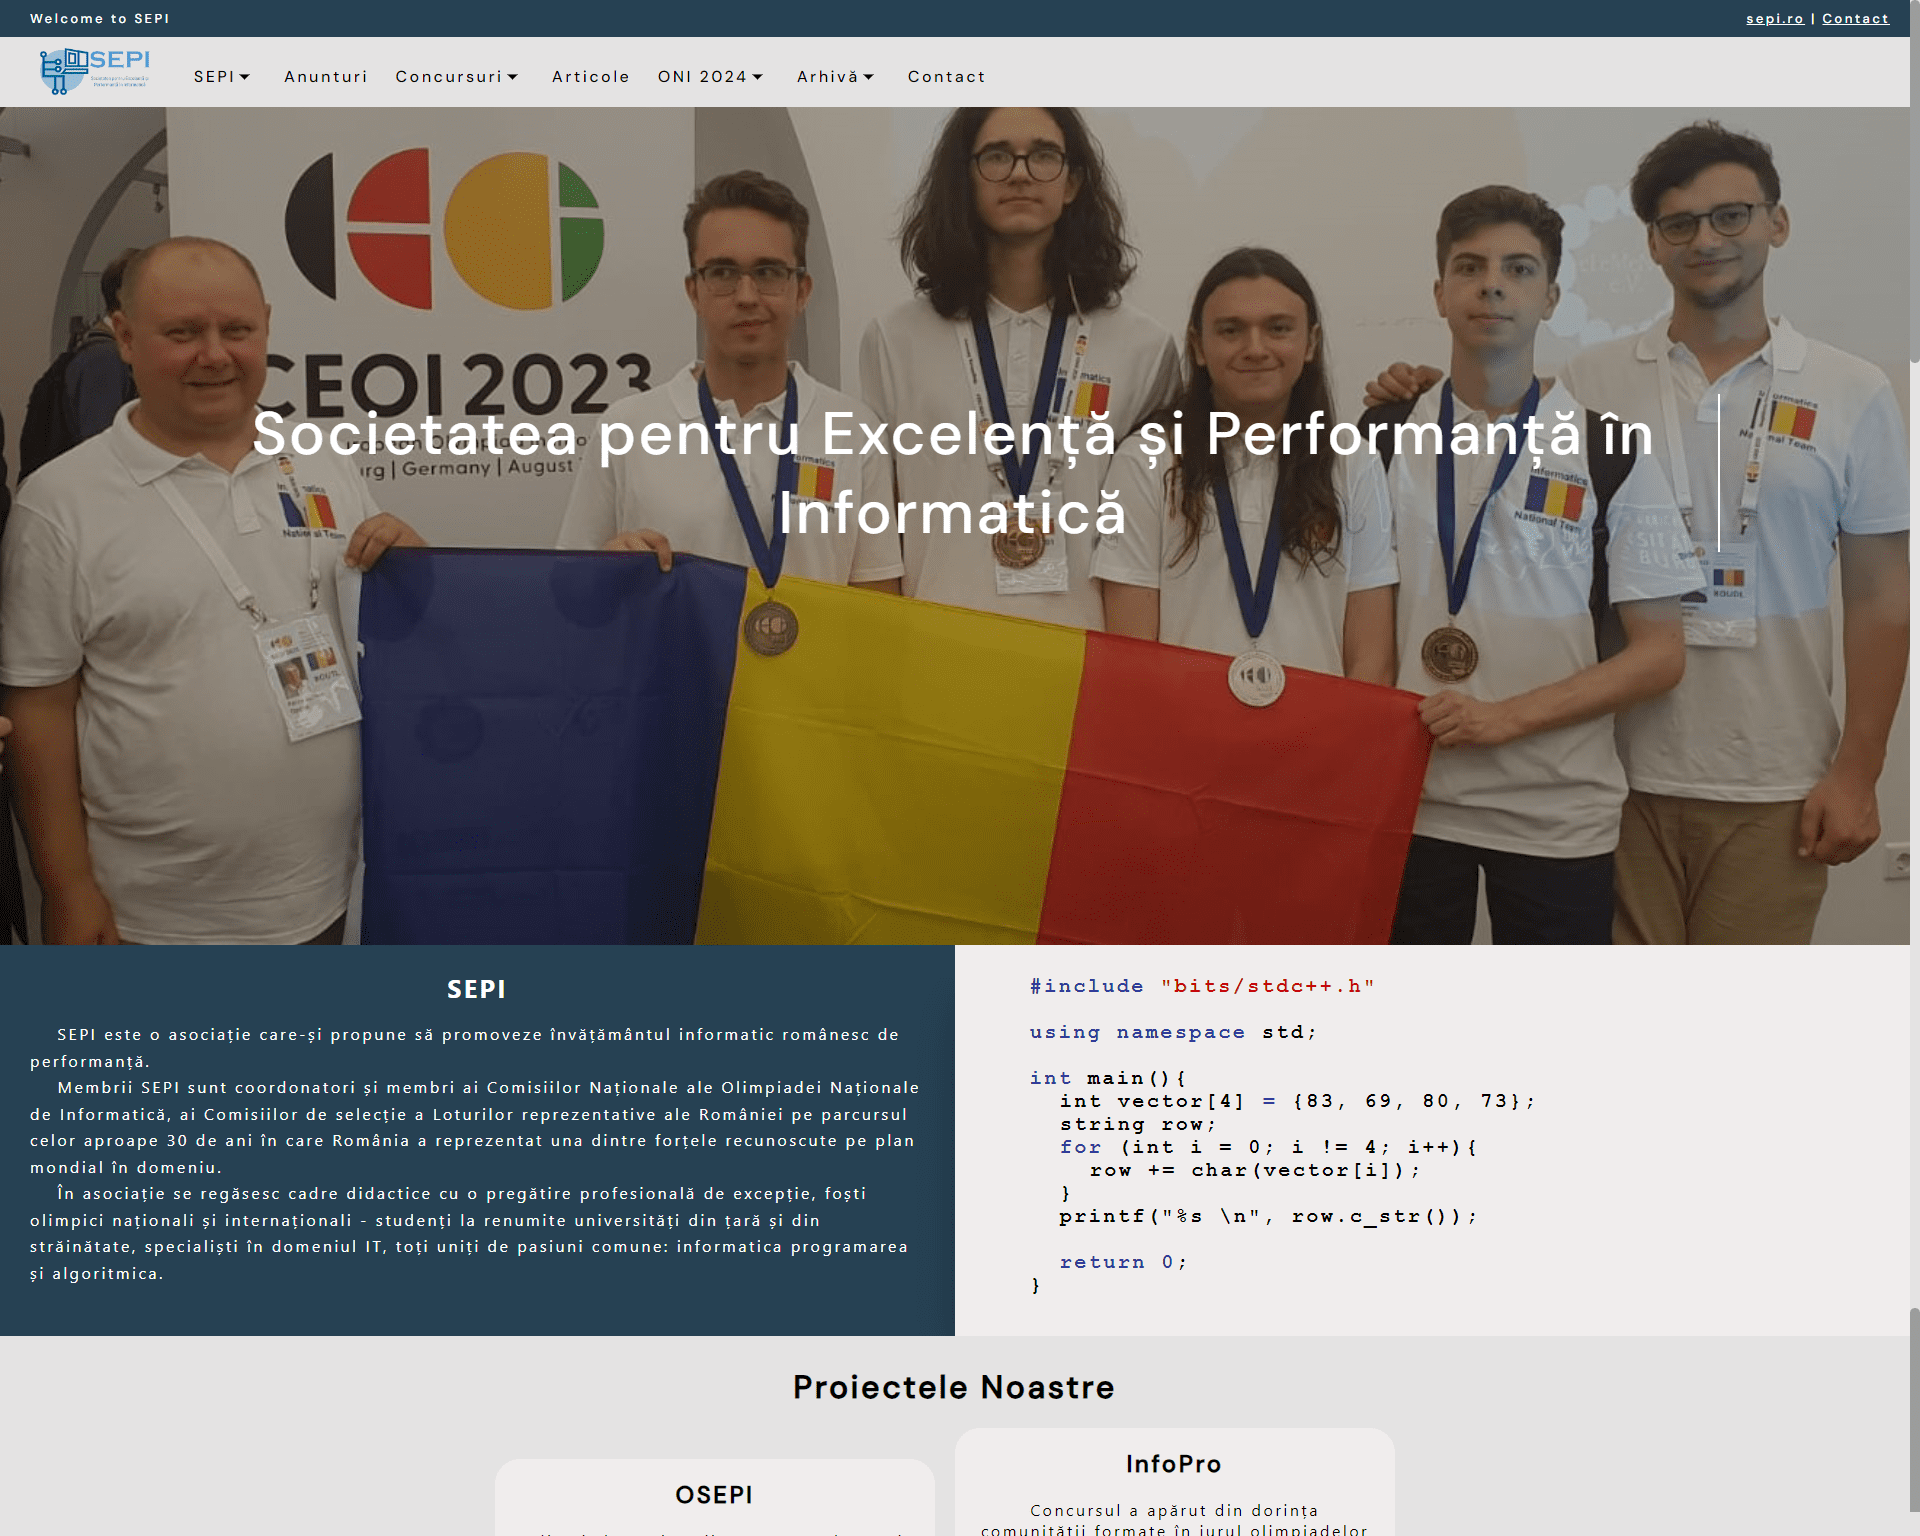 Welcome to SEPI
sepi.ro | Contact
SEPI
SEPI Anunturi Concursuri Articole ONI 2024 Arhivă Contact
CEOI 2023
urg | Germany | August
Societatea pentru Excelență și Performanță în
Informatică
National Team
SEPI
SEPI este o asociație care-și propune să promoveze învățământul informatic românesc de
performanță.
Membrii SEPI sunt coordonatori și membri ai Comisiilor Naționale ale Olimpiadei Naționale
de Informatică, ai Comisiilor de selecție a Loturilor reprezentative ale României pe parcursul
celor aproape 30 de ani în care România a reprezentat una dintre forțele recunoscute pe plan
mondial în domeniu.
În asociație se regăsesc cadre didactice cu o pregătire profesională de excepție, foști
olimpici naționali și internaționali - studenți la renumite universități din țară și din
străinătate, specialiști în domeniul IT, toți uniți de pasiuni comune: informatica programarea
și algoritmica.
#include "bits/stdc++.h"
using namespace std;
int main(){
int vector[4] = {83, 69, 80, 73};
string row;
for (int i = 0; i != 4; i++){
row += char(vector[i]);
}
printf("%s \n", row.c_str());
return 0;
}
Proiectele Noastre
OSEPI
InfoPro
Concursul a apărut din dorința
comunității formate în jurul olimpiadelor